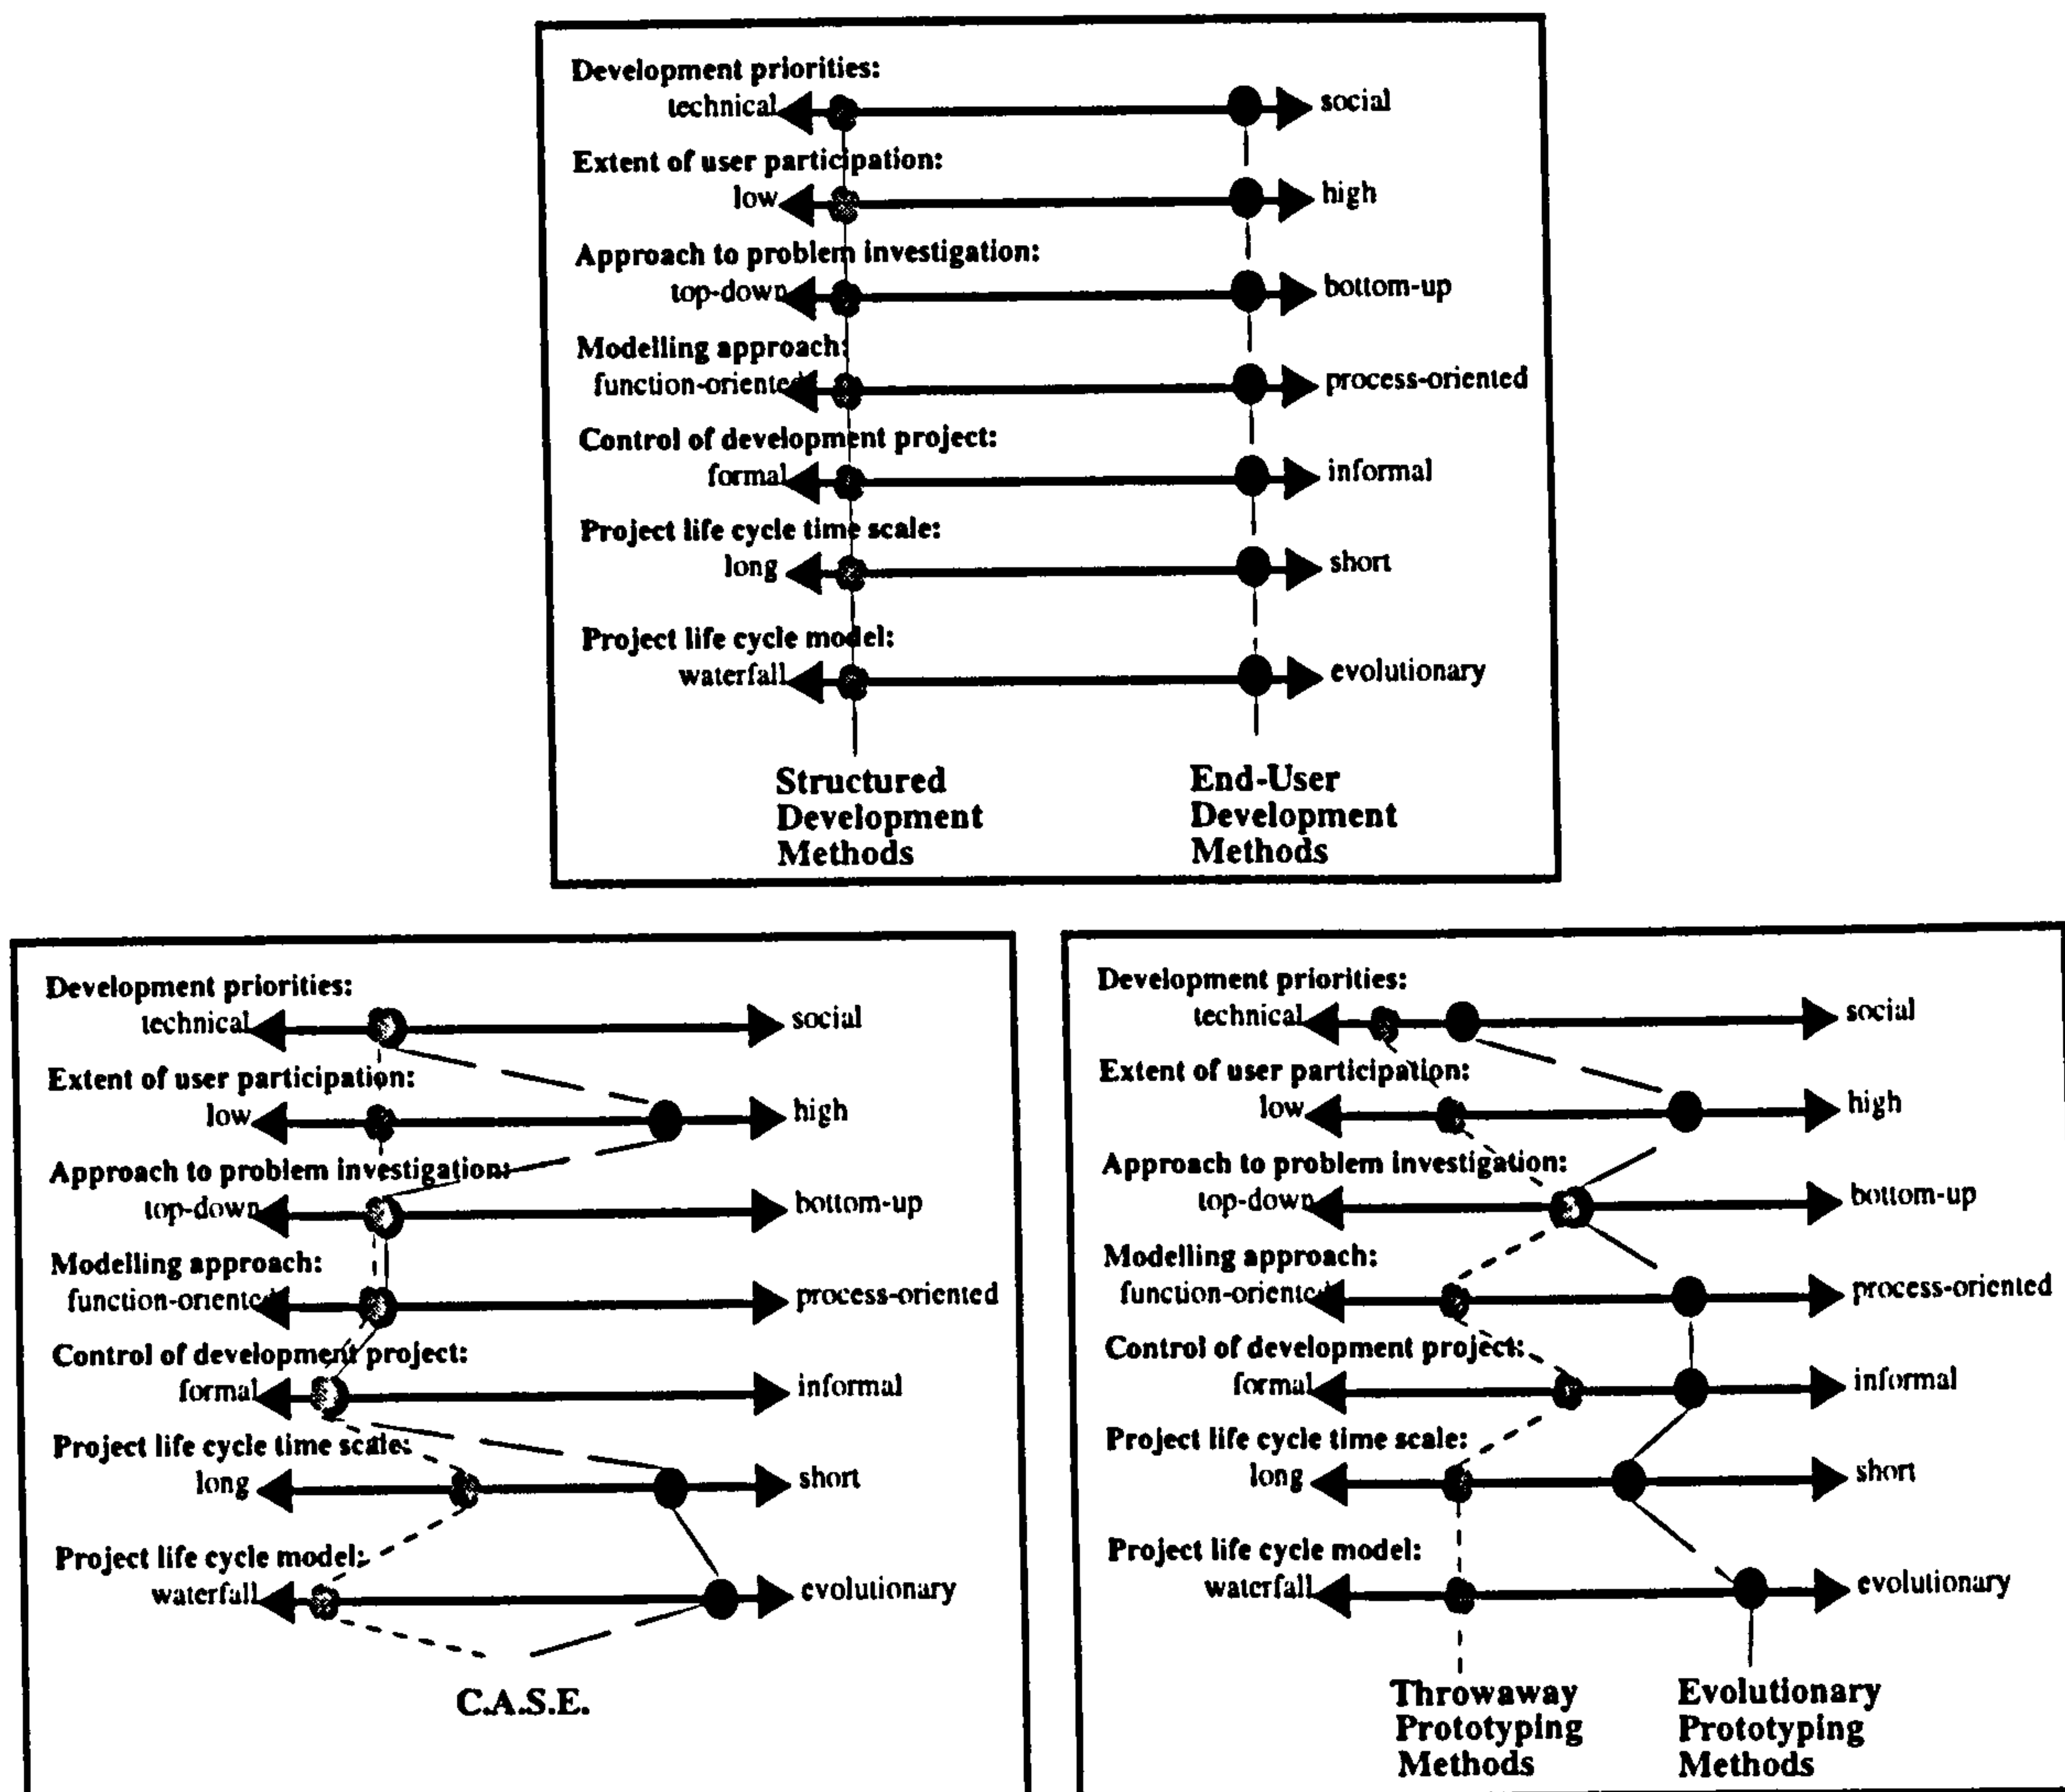 Development priorities:
technical social
Extent of user participation:
low high
Approach to problem investigation:
top-down bottom-up
Modelling approach:
function-oriented process-oriented
Control of development project:
formal informal
Project life cycle time scale:
long short
Project life cycle model:
waterfall evolutionary
Structured
Development
Methods
End-User
Development
Methods
Development priorities:
technical social
Extent of user participation:
low high
Approach to problem investigation:
top-down bottom-up
Modelling approach:
function-oriented process-oriented
Control of development project:
formal informal
Project life cycle time scale:
long short
Project life cycle model:
waterfall evolutionary
C.A.S.E.
Development priorities:
technical social
Extent of user participation:
low high
Approach to problem investigation:
top-down bottom-up
Modelling approach:
function-oriented process-oriented
Control of development project:
formal informal
Project life cycle time scale:
long short
Project life cycle model:
waterfall evolutionary
Throwaway
Prototyping
Methods
Evolutionary
Prototyping
Methods